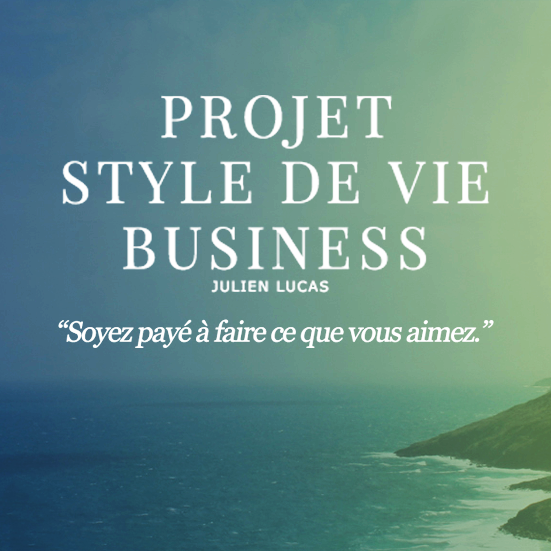 PROJET
STYLE DE VIE
BUSINESS
JULIEN LUCAS
“Soyez payé à faire ce que vous aimez.”